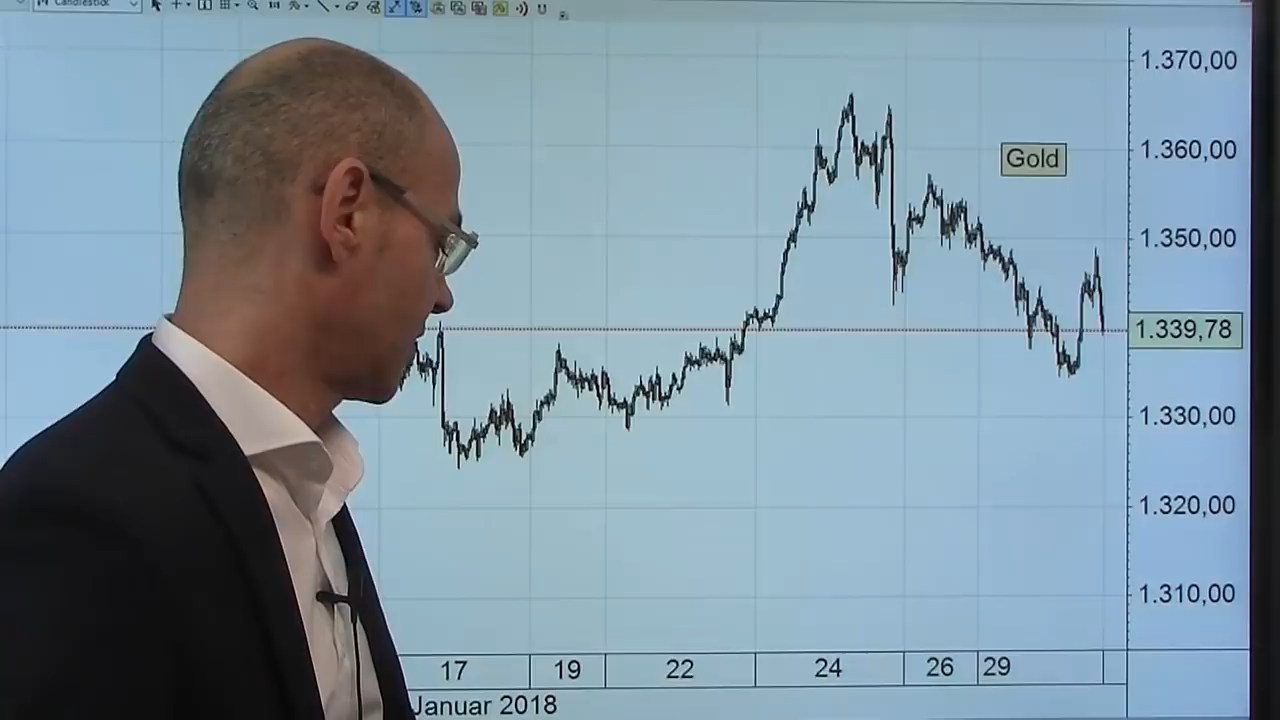 Candlestick
1.370,00
Gold
1.360,00
1.350,00
1.339,78
1.330,00
1.320,00
1.310,00
17 19 22 24 26 29
Januar 2018